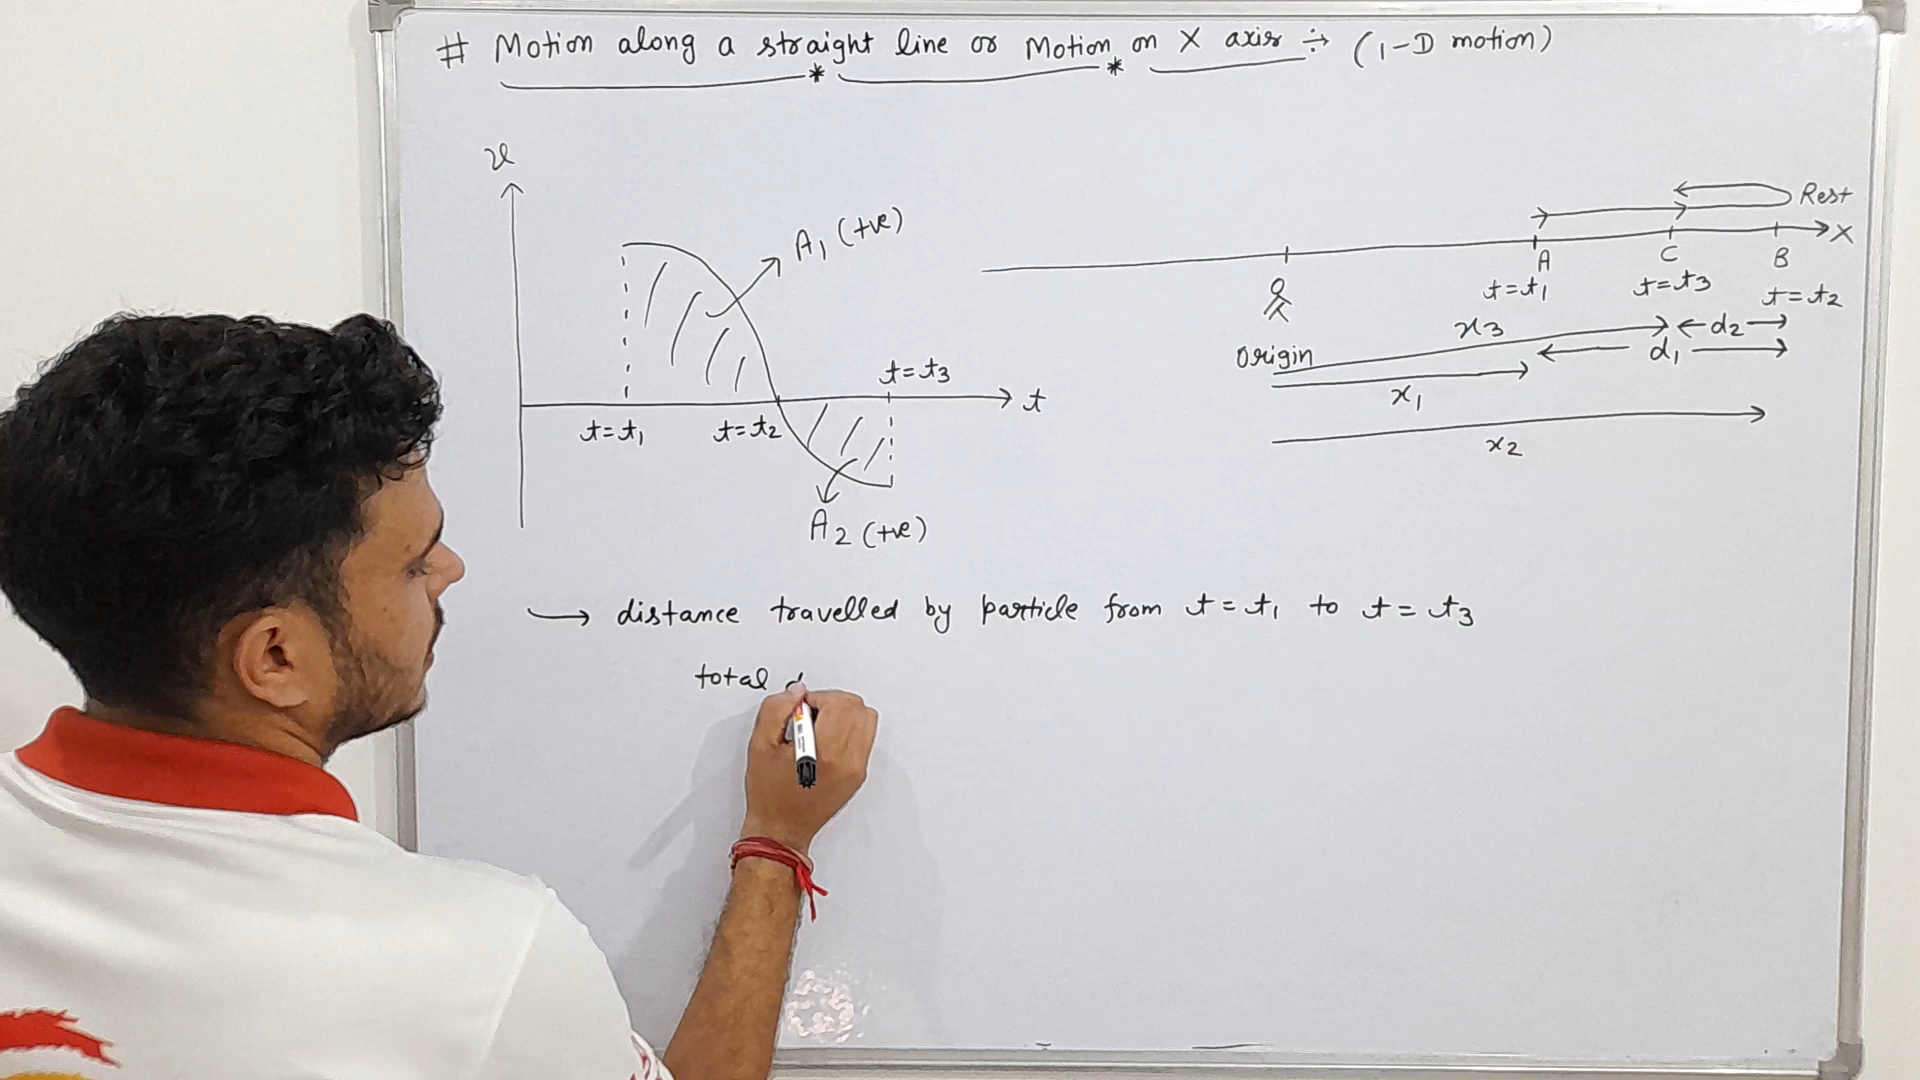 # Motion along a straight line or Motion on X axis ÷ (1-D motion)
v
A₁ (+ve)
t=t₁
t=t₂
t=t₃
t
A₂ (+ve)
Rest
X
A
C
B
t=t₁
t=t₃
t=t₂
Origin
x₃
d₂
d₁
x₁
x₂
distance travelled by particle from t=t₁ to t=t₃
total d